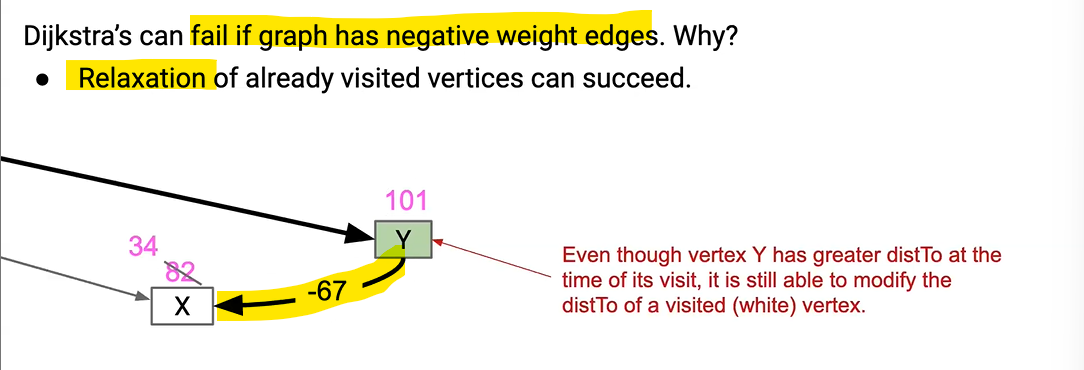 Dijkstra's can fail if graph has negative weight edges. Why?
● Relaxation of already visited vertices can succeed.
101
Y
34
82
-67
X
Even though vertex Y has greater distTo at the
time of its visit, it is still able to modify the
distTo of a visited (white) vertex.